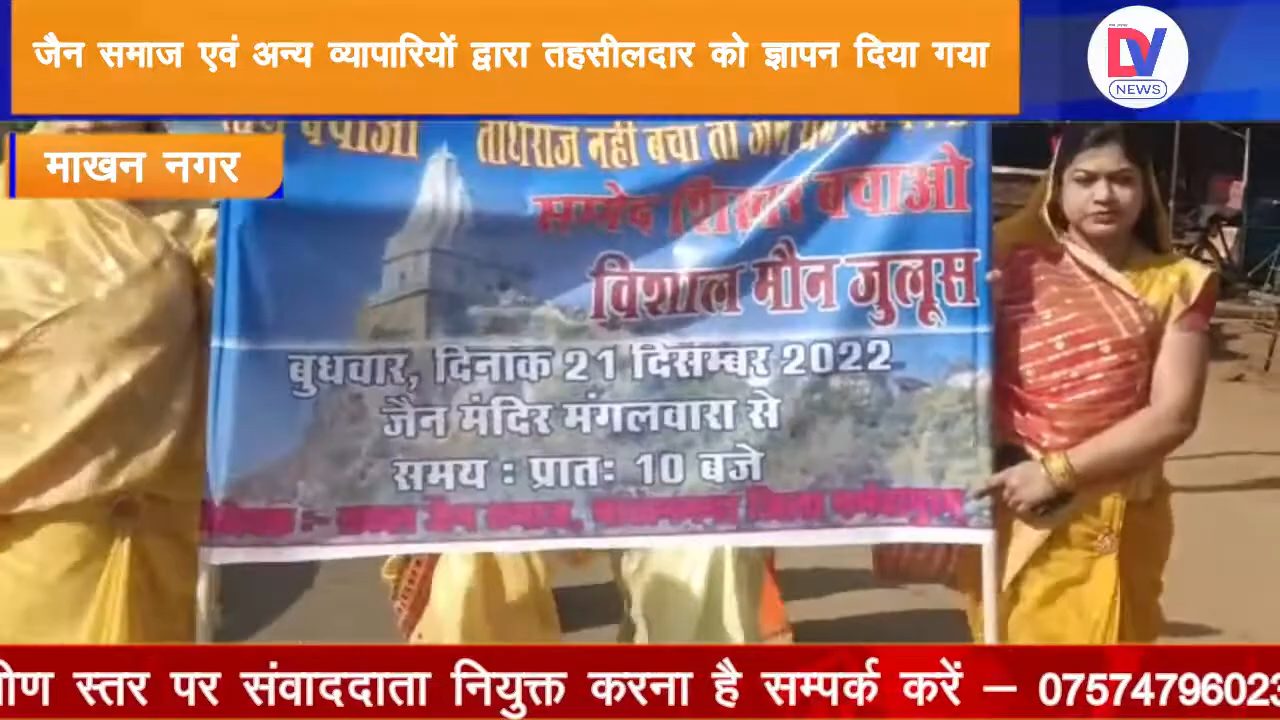 जैन समाज एवं अन्य व्यापारियों द्वारा तहसीलदार को ज्ञापन दिया गया
DV
NEWS
माखन नगर
नहीं बचा तो
सम्मेद शिखर बचाओ
विशाल मौन जुलूस
बुधवार, दिनाक 21 दिसम्बर 2022
जैन मंदिर मंगलवारा से
समय : प्रातः 10 बजे
स्तर पर संवाददाता नियुक्त करना है सम्पर्क करें – 07574796023